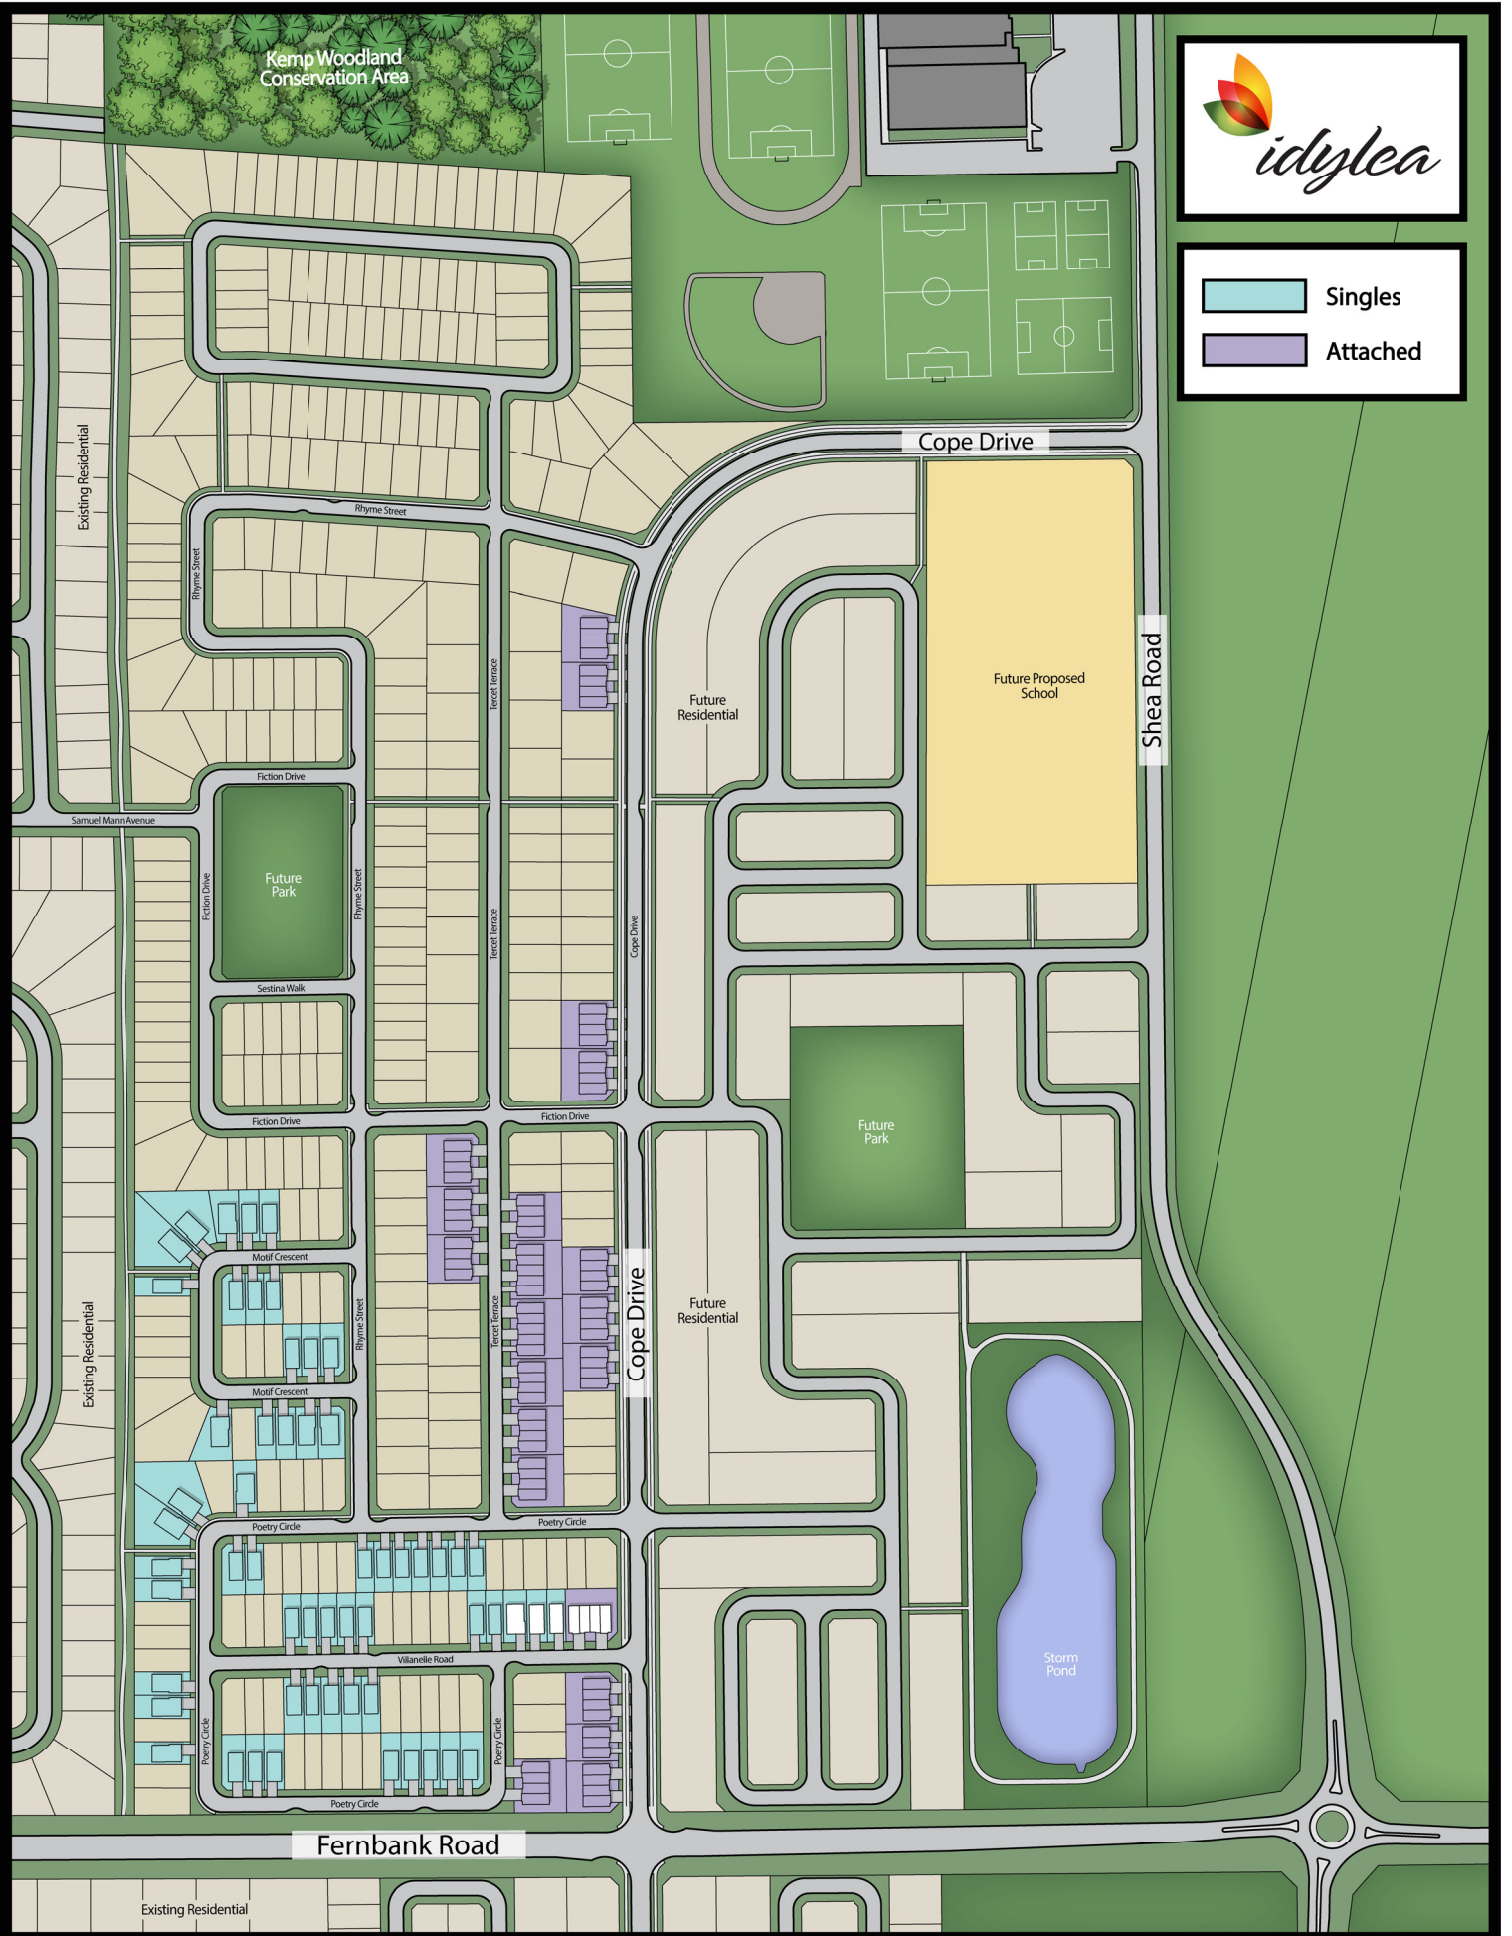 Kemp Woodland
Conservation Area
idylea
Singles
Attached
Cope Drive
Existing Residential
Rhyme Street
Rhyme Street
Tercet Terrace
Future
Residential
Future Proposed
School
Shea Road
Fiction Drive
Samuel Mann Avenue
Fiction Drive
Future
Park
Rhyme Street
Tercet Terrace
Cope Drive
Sestina Walk
Fiction Drive
Fiction Drive
Future
Park
Motif Crescent
Existing Residential
Rhyme Street
Tercet Terrace
Cope Drive
Future
Residential
Motif Crescent
Poetry Circle
Poetry Circle
Villanelle Road
Storm
Pond
Poetry Circle
Poetry Circle
Poetry Circle
Fernbank Road
Existing Residential